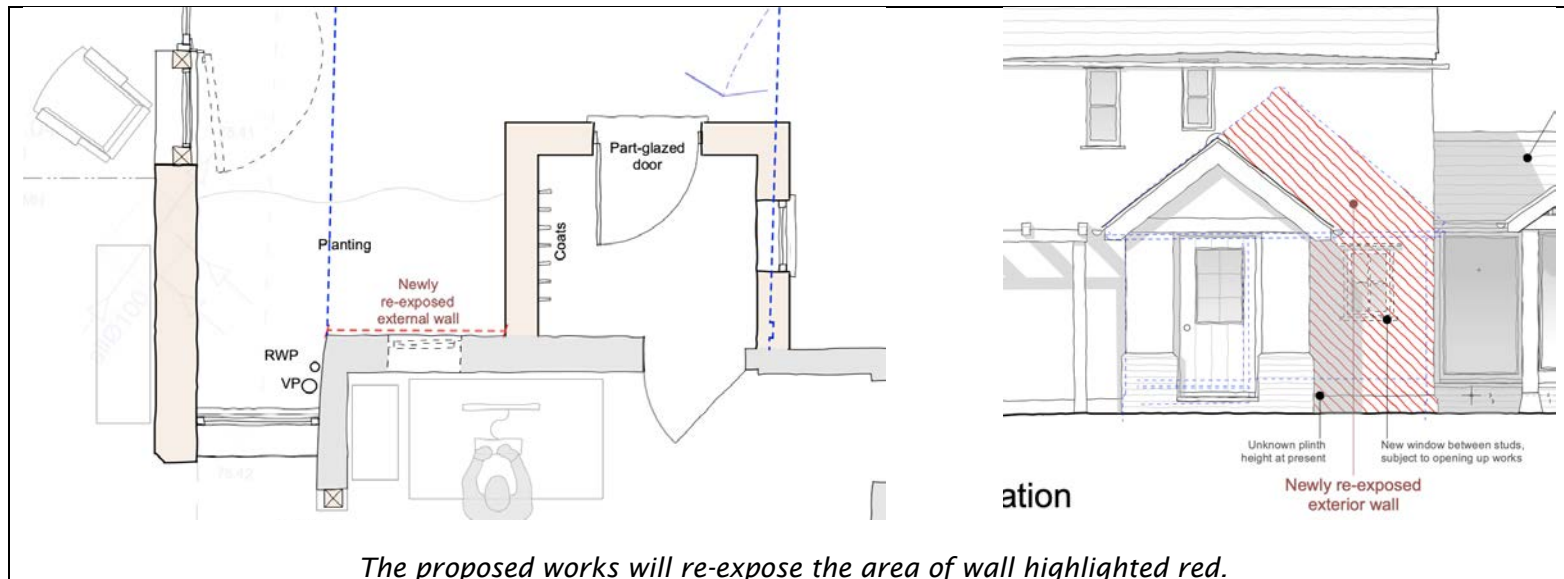 Part-glazed
door
Coats
Planting
Newly
re-exposed
external wall
RWP
VP
Unknown plinth
height at present
New window between studs,
subject to opening up works
Newly re-exposed
exterior wall
ation
The proposed works will re-expose the area of wall highlighted red.